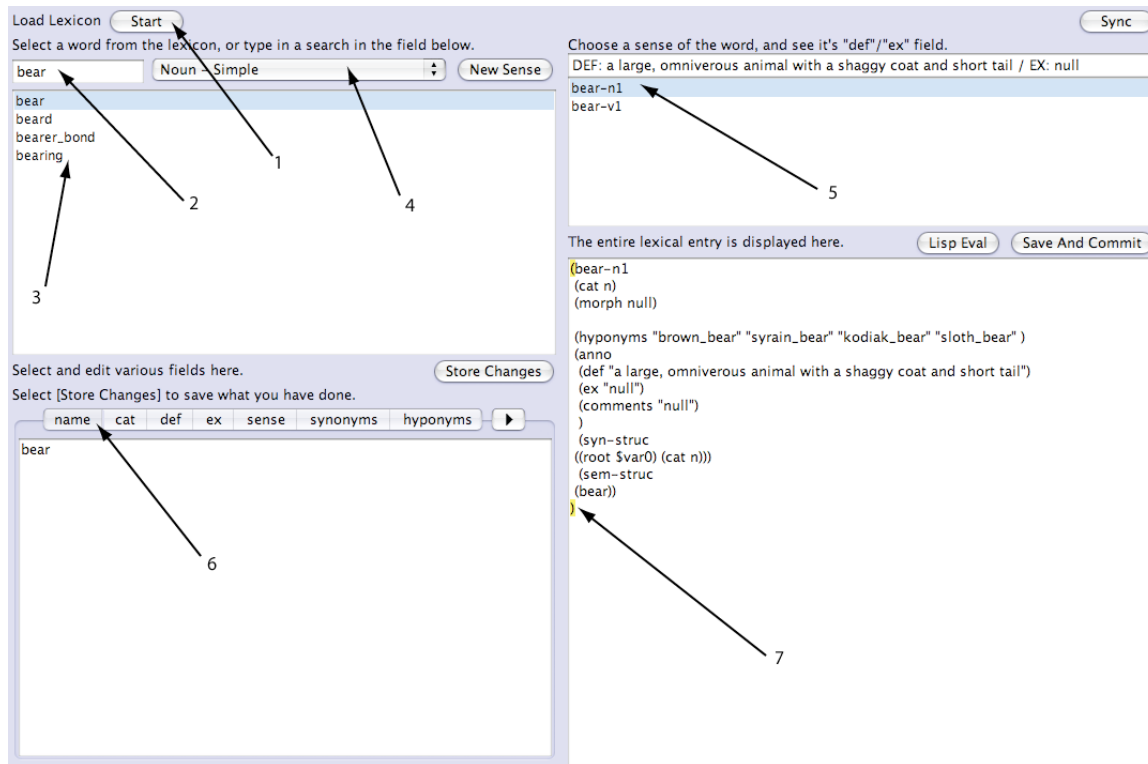 Load Lexicon Start
Select a word from the lexicon, or type in a search in the field below.
bear Noun - Simple New Sense
bear
beard
bearer_bond
bearing
1
2
4
3
Select and edit various fields here. Store Changes
Select [Store Changes] to save what you have done.
name cat def ex sense synonyms hyponyms
bear
6
Sync
Choose a sense of the word, and see it's "def"/"ex" field.
DEF: a large, omniverous animal with a shaggy coat and short tail / EX: null
bear-n1
bear-v1
5
The entire lexical entry is displayed here. Lisp Eval Save And Commit
(bear-n1
(cat n)
(morph null)
(hyponyms "brown_bear" "syrain_bear" "kodiak_bear" "sloth_bear" )
(anno
(def "a large, omniverous animal with a shaggy coat and short tail")
(ex "null")
(comments "null")
)
(syn-struc
((root $var0) (cat n)))
(sem-struc
(bear))
)
7